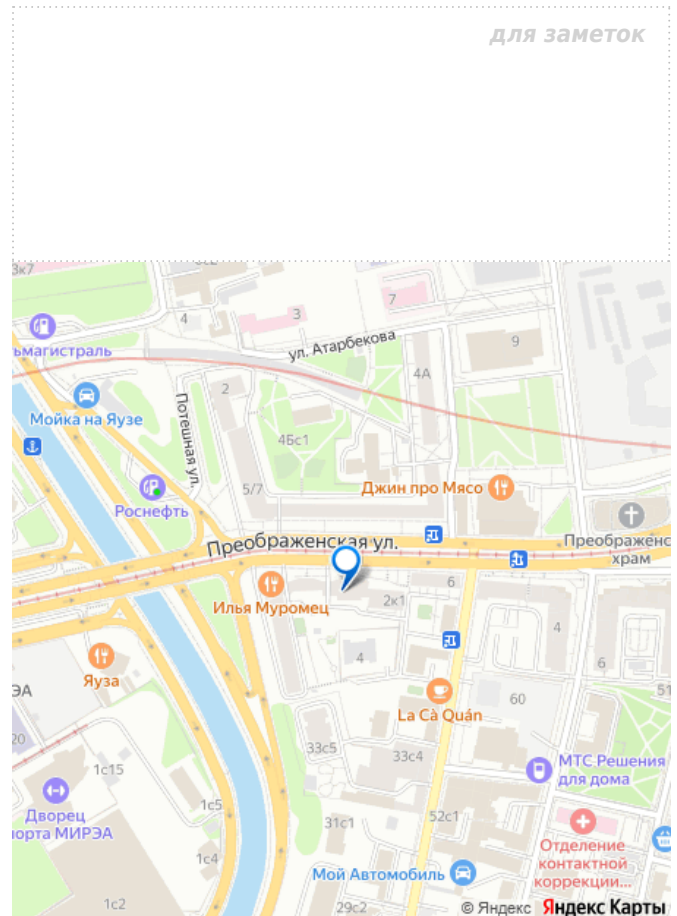 для заметок
3к7
4
3
7
9
ьмагистраль
ул. Атарбекова
4А
2
Мойка на Яузе
Потешная ул.
4Бс1
5/7
Роснефть
Джин про Мясо
Преображенская ул.
Преображенс
храм
Илья Муромец
2к1
6
4
4
6
ЭА
Яуза
51
60
La Cà Quán
20
33с5
33с4
МТС Решения
для дома
1с15
1с5
Дворец
порта МИРЭА
31с1
52с1
Отделение
контактной
коррекции...
1с4
Мой Автомобиль
1с2
29с2
© Яндекс Яндекс Карты